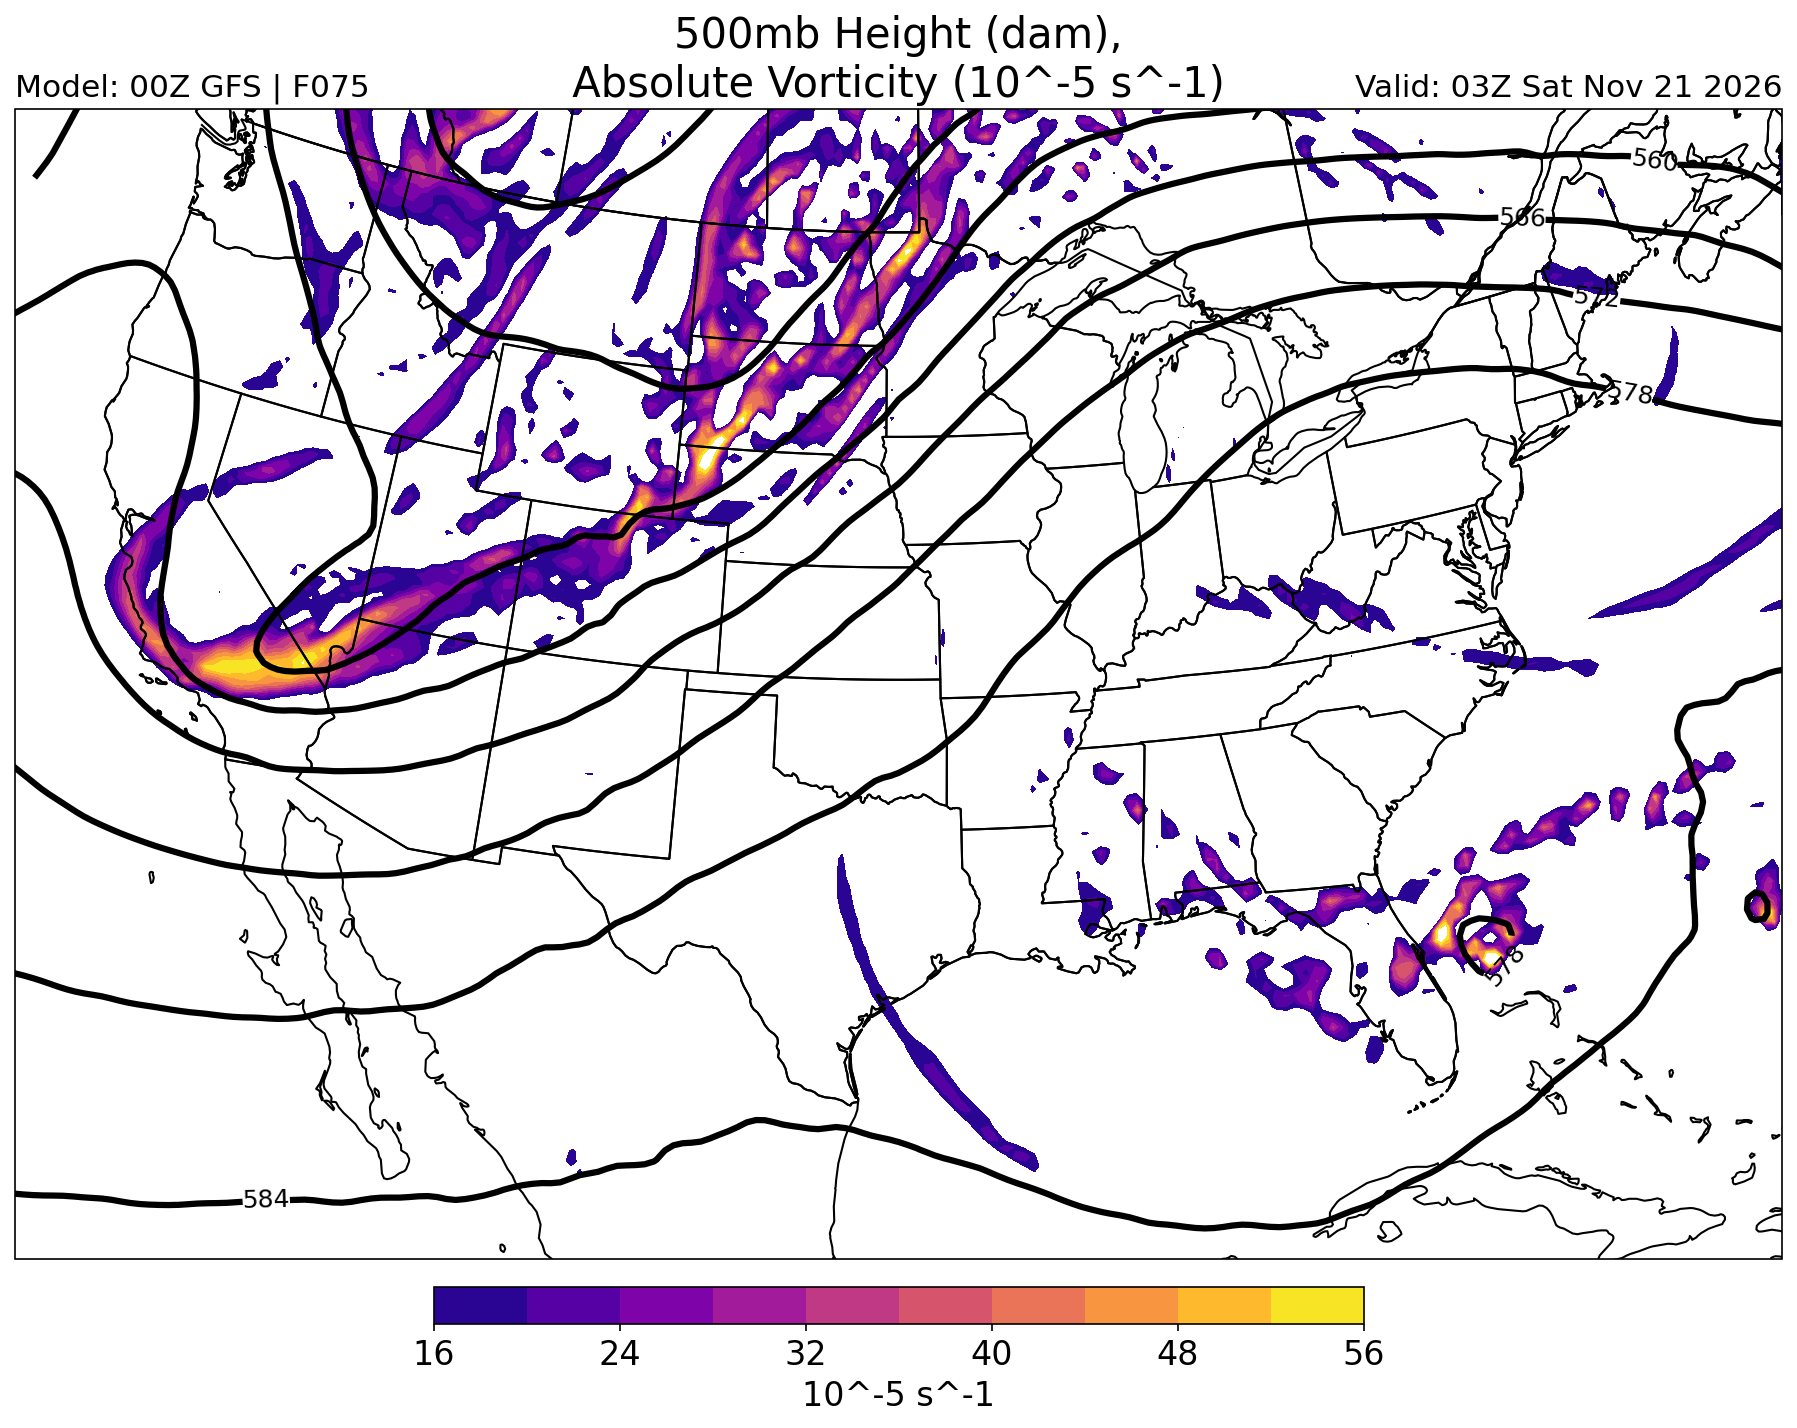 500mb Height (dam),
Absolute Vorticity (10^-5 s^-1)
Model: 00Z GFS | F075
Valid: 03Z Sat Nov 21 2026
560
566
572
578
578
584
16 24 32 40 48 56
10^-5 s^-1